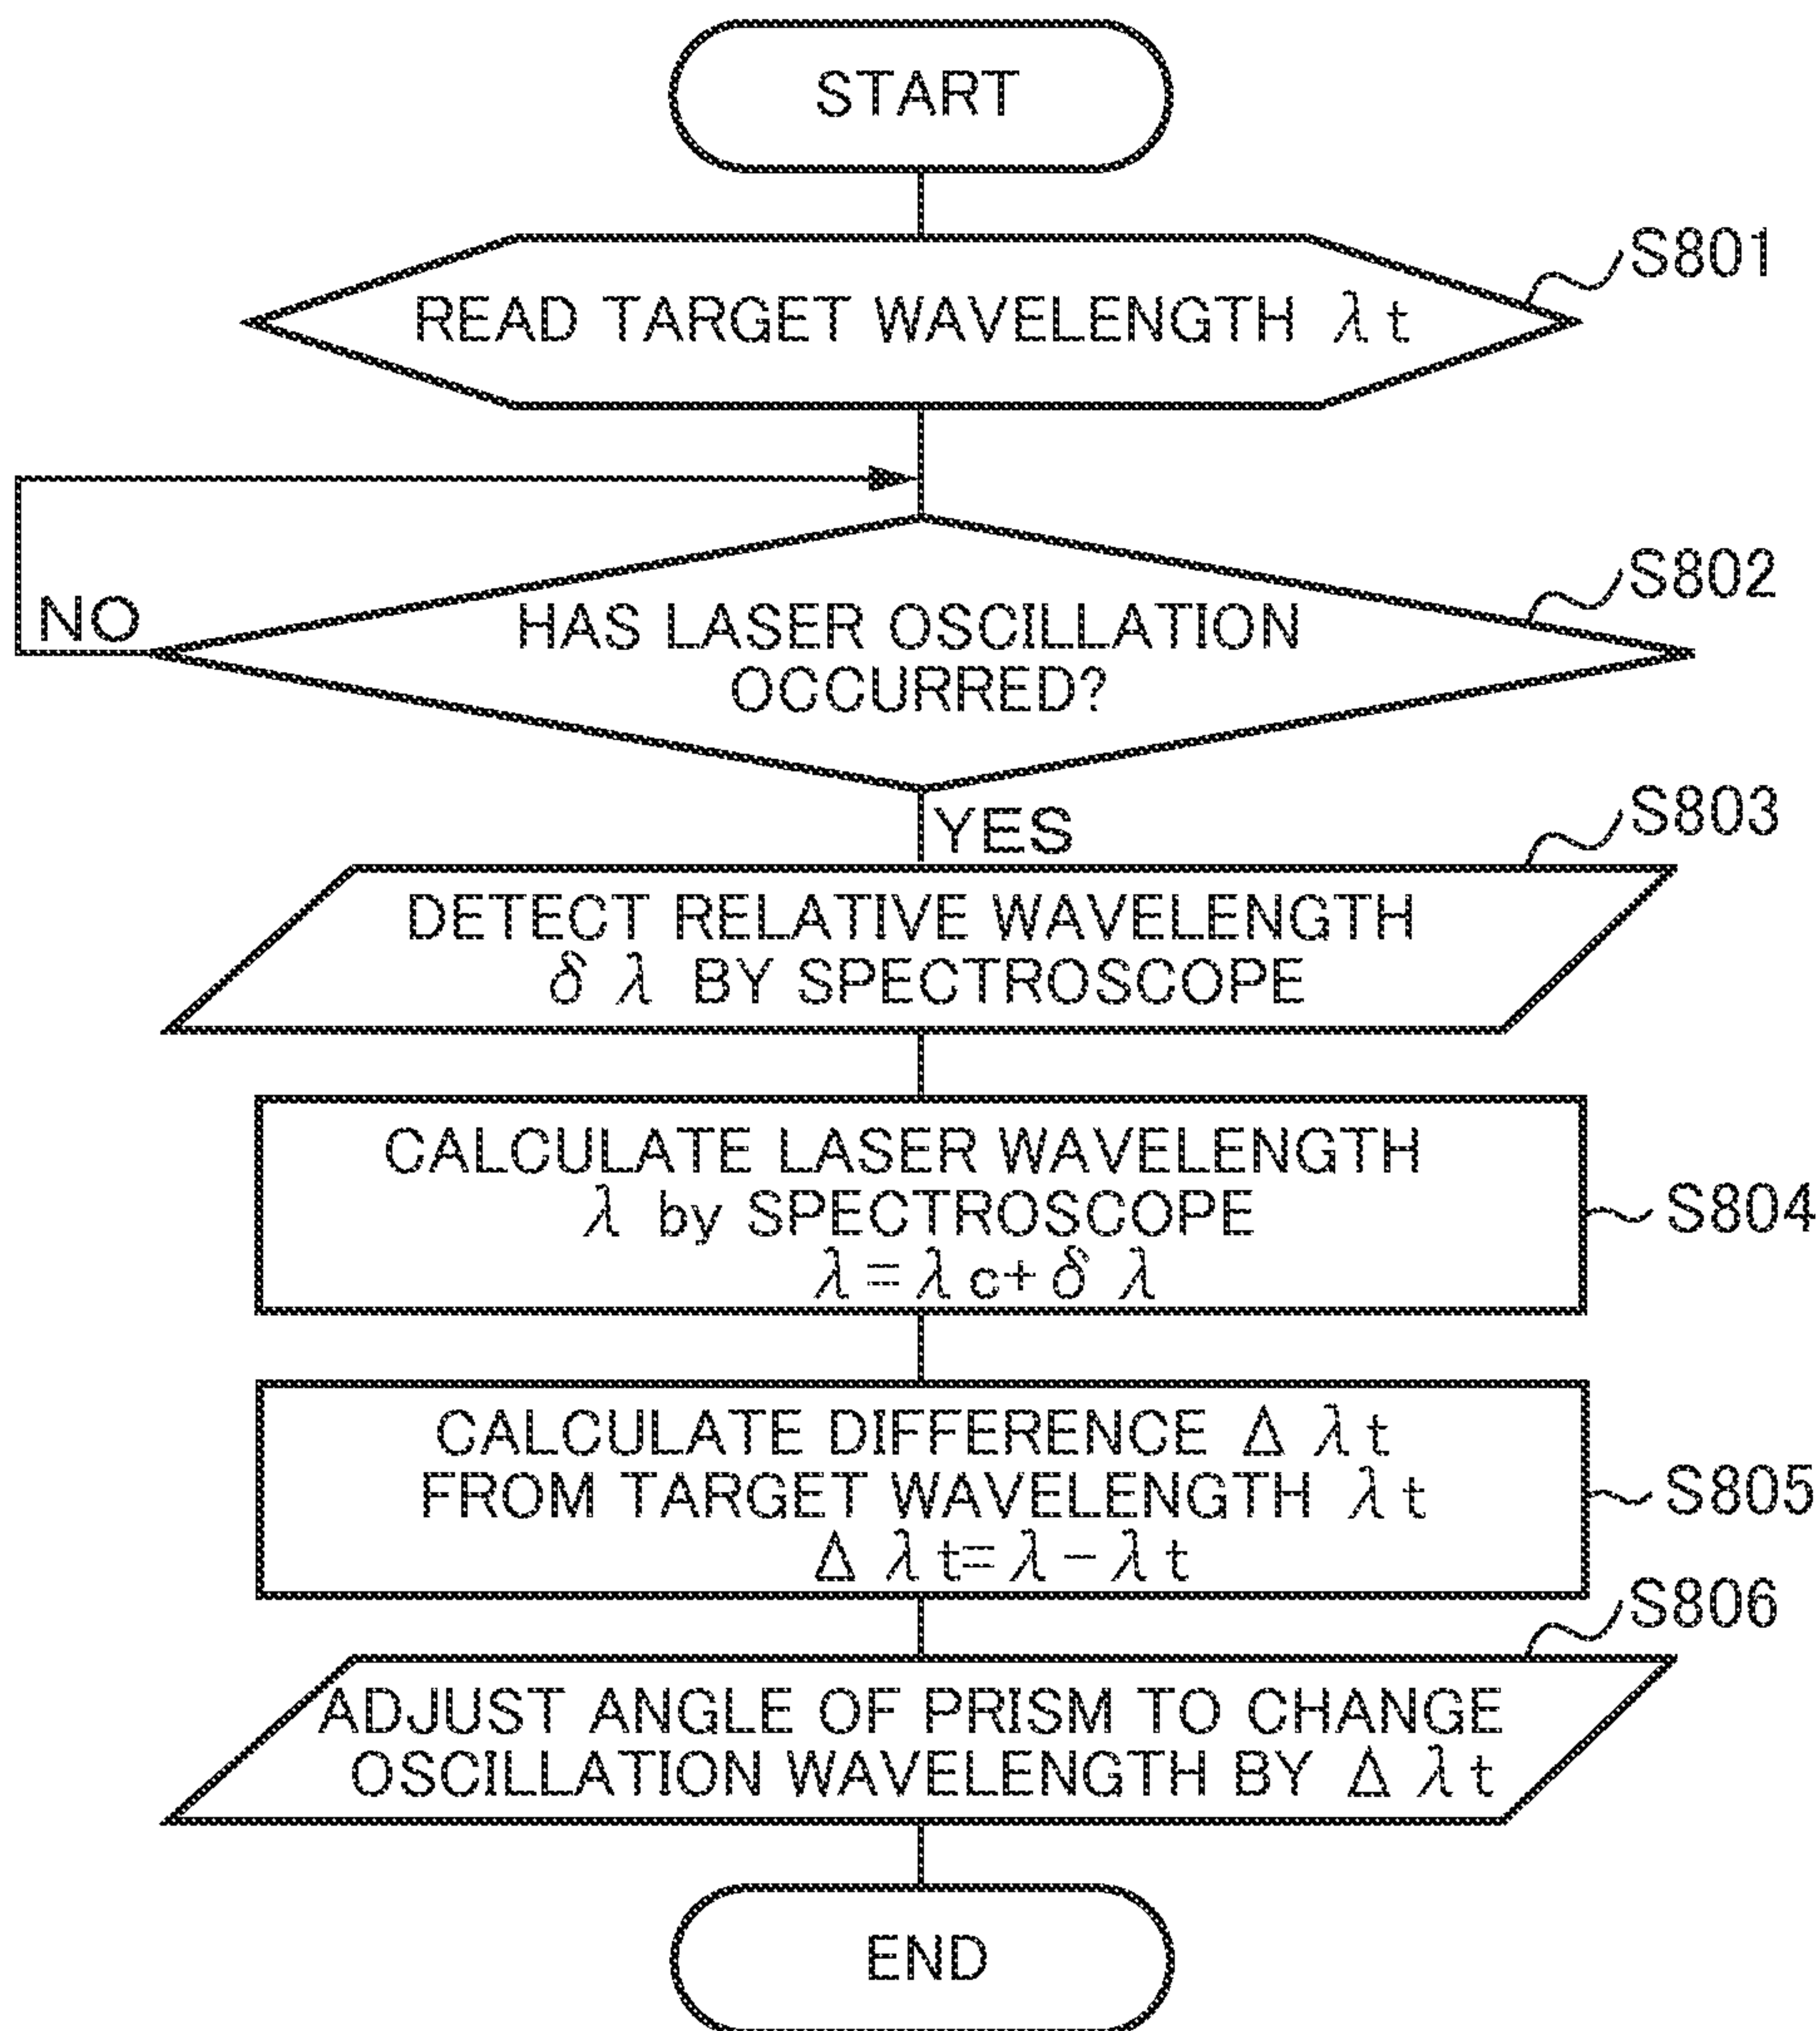 START
S801
READ TARGET WAVELENGTH λt
S802
NO
HAS LASER OSCILLATION
OCCURRED?
YES
S803
DETECT RELATIVE WAVELENGTH
δλ BY SPECTROSCOPE
CALCULATE LASER WAVELENGTH
λ by SPECTROSCOPE
λ=λc+δλ
S804
CALCULATE DIFFERENCE Δλt
FROM TARGET WAVELENGTH λt
Δλt=λ-λt
S805
S806
ADJUST ANGLE OF PRISM TO CHANGE
OSCILLATION WAVELENGTH BY Δλt
END